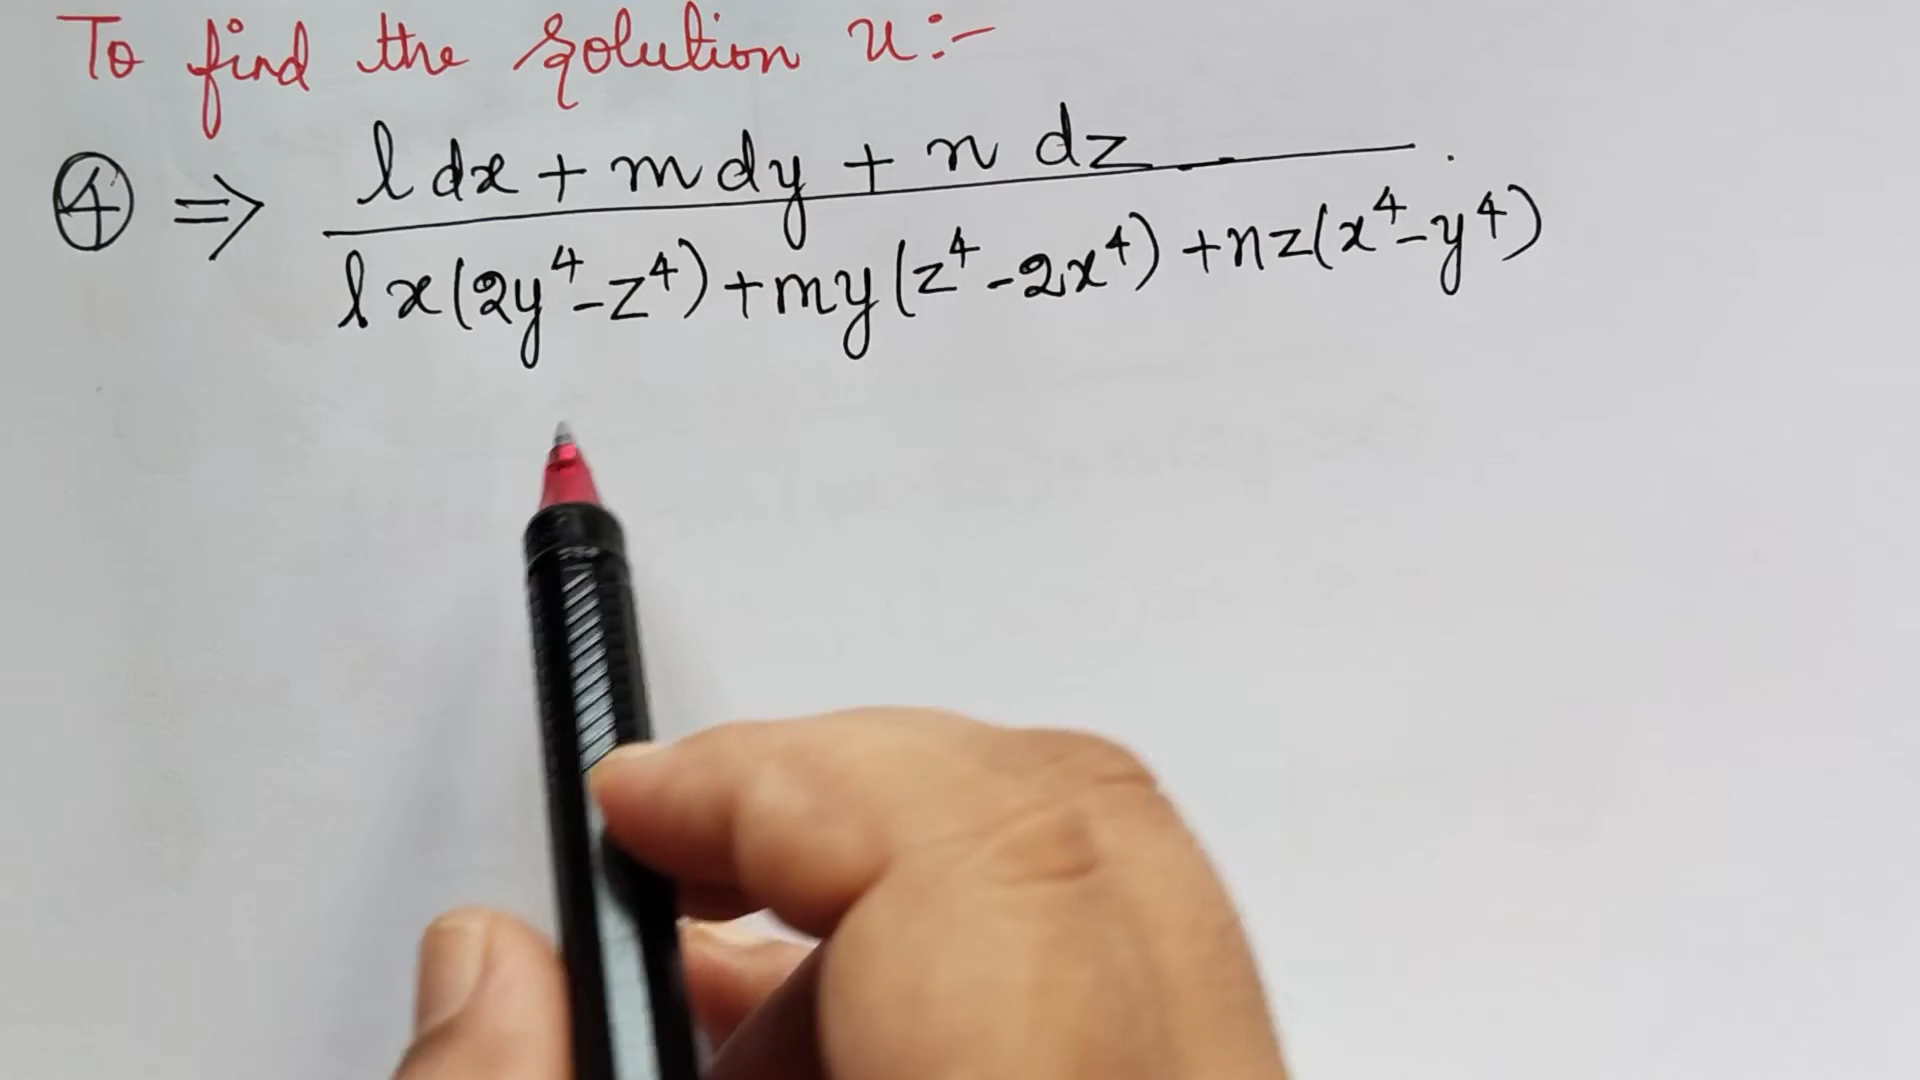 To find the solution u:-
④ ⇒ l dx + m dy + n dz
lx(2y⁴-z⁴)+my(z⁴-2x⁴)+nz(x⁴-y⁴)